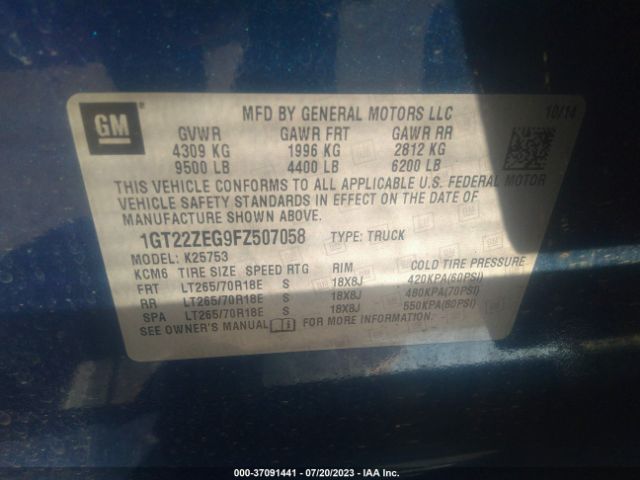 GM
MFD BY GENERAL MOTORS LLC 10/14
GVWR GAWR FRT GAWR RR
4309 KG 1996 KG 2812 KG
9500 LB 4400 LB 6200 LB
THIS VEHICLE CONFORMS TO ALL APPLICABLE U.S. FEDERAL MOTOR
VEHICLE SAFETY STANDARDS IN EFFECT ON THE DATE OF
MANUFACTURE SHOWN ABOVE.
1GT22ZEG9FZ507058 TYPE: TRUCK
MODEL: K25753
KCM6 TIRE SIZE SPEED RTG RIM COLD TIRE PRESSURE
FRT LT265/70R18E S 18X8J 420KPA(60PSI)
RR LT265/70R18E S 18X8J 480KPA(70PSI)
SPA LT265/70R18E S 18X8J 550KPA(80PSI)
SEE OWNER'S MANUAL FOR MORE INFORMATION.
000-37091441 / 07/20/2023 / IAA Inc.